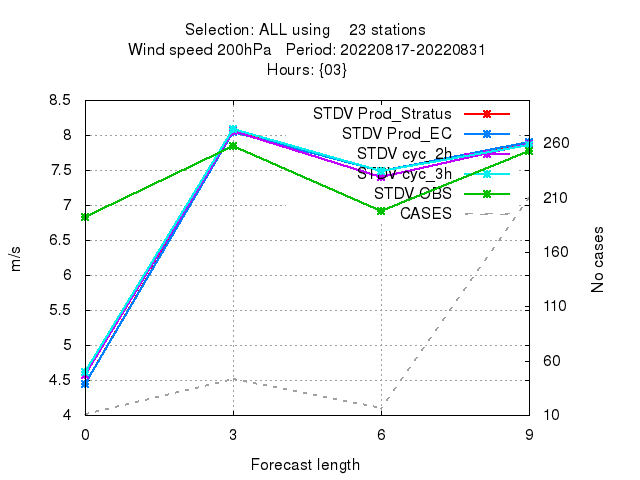 Selection: ALL using 23 stations
Wind speed 200hPa Period: 20220817-20220831
Hours: {03}
8.5
8
7.5
7
6.5
6
5.5
5
4.5
4
m/s
STDV Prod_Stratus
STDV Prod_EC
STDV cyc_2h
STDV cyc_3h
STDV OBS
CASES
260
210
160
110
60
10
No cases
0 3 6 9
Forecast length